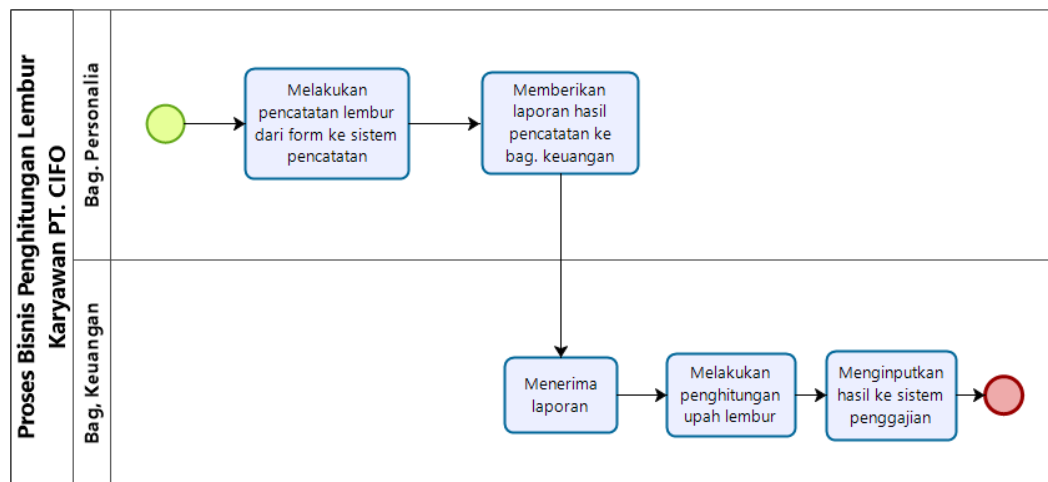 Proses Bisnis Penghitungan Lembur
Karyawan PT. CIFO
Bag. Personalia
Melakukan
pencatatan lembur
dari form ke sistem
pencatatan
Memberikan
laporan hasil
pencatatan ke
bag. keuangan
Bag, Keuangan
Menerima
laporan
Melakukan
penghitungan
upah lembur
Menginputkan
hasil ke sistem
penggajian